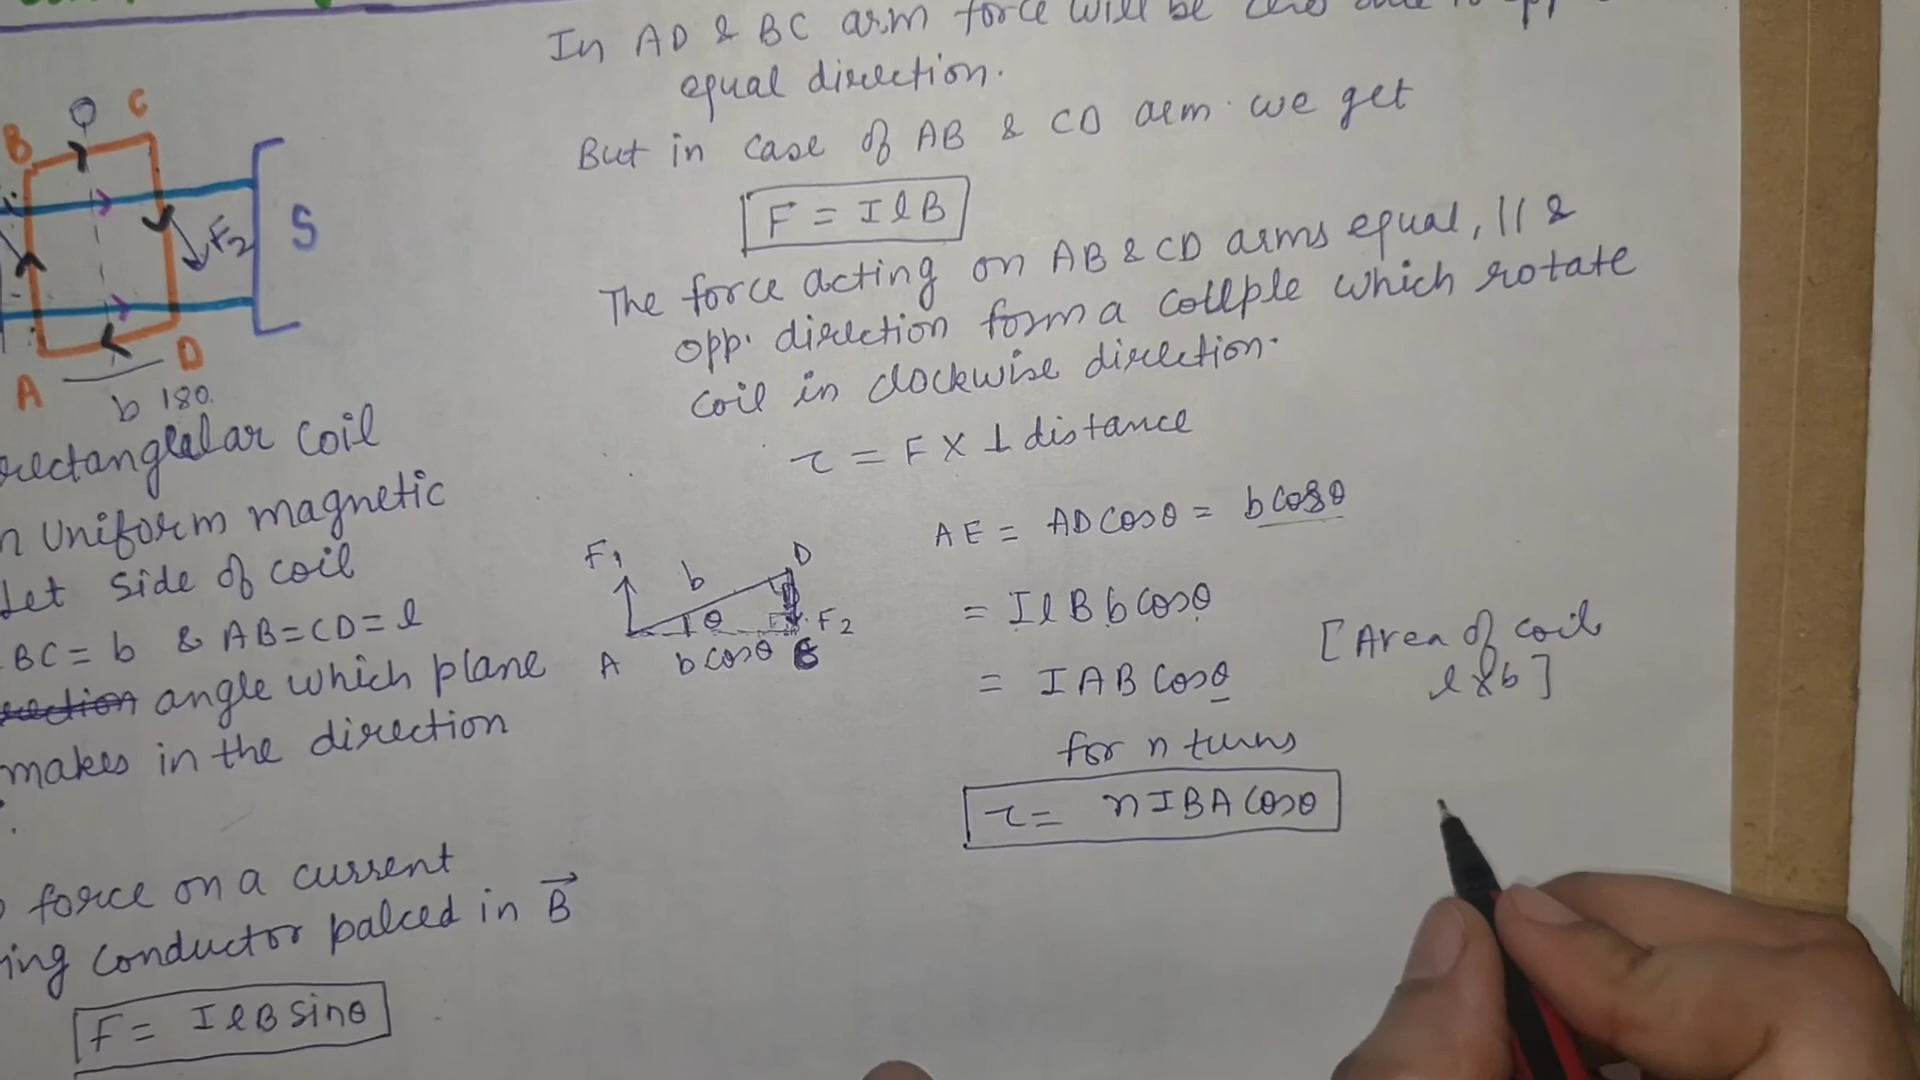 In AD & BC arm force will be
equal direction.
But in case of AB & CD arm we get
F = IlB
The force acting on AB & CD arms equal, || &
opp. direction form a couple which rotate
coil in clockwise direction.
τ = F × ⊥ distance
AE = AD Cosθ = b cosθ
= IlB b cosθ
= IAB Cosθ
[Area of coil
l × b]
for n turns
τ = nIBA Cosθ
B
O
C
F2
S
A
D
b 180.
rectangular coil
n Uniform magnetic
Let side of coil
BC = b & AB = CD = l
angle which plane
makes in the direction
force on a current
ing conductor palced in B⃗
F = IlB sinθ
F1
b
D
θ
F2
A
b cosθ